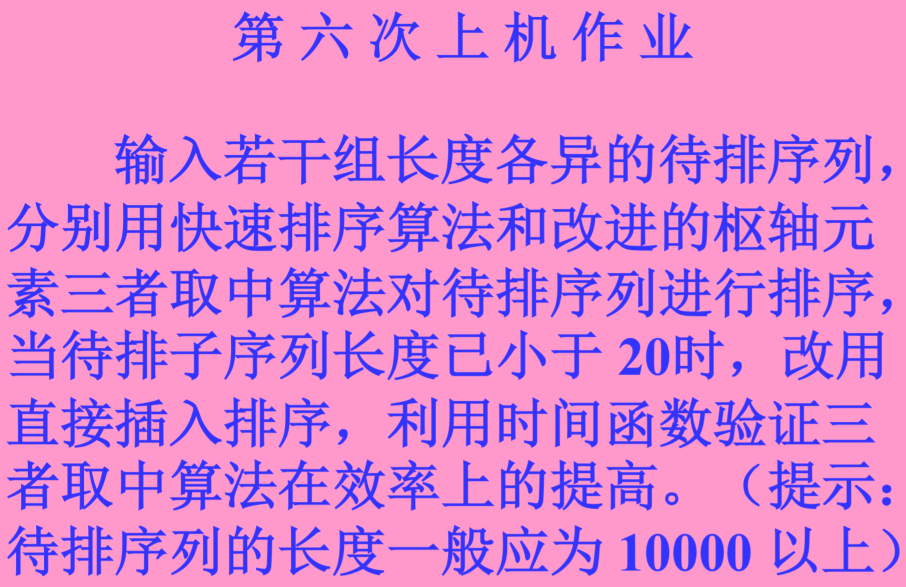 第六次上机作业
输入若干组长度各异的待排序列，
分别用快速排序算法和改进的枢轴元
素三者取中算法对待排序列进行排序，
当待排子序列长度已小于 20时，改用
直接插入排序，利用时间函数验证三
者取中算法在效率上的提高。（提示：
待排序列的长度一般应为 10000 以上）